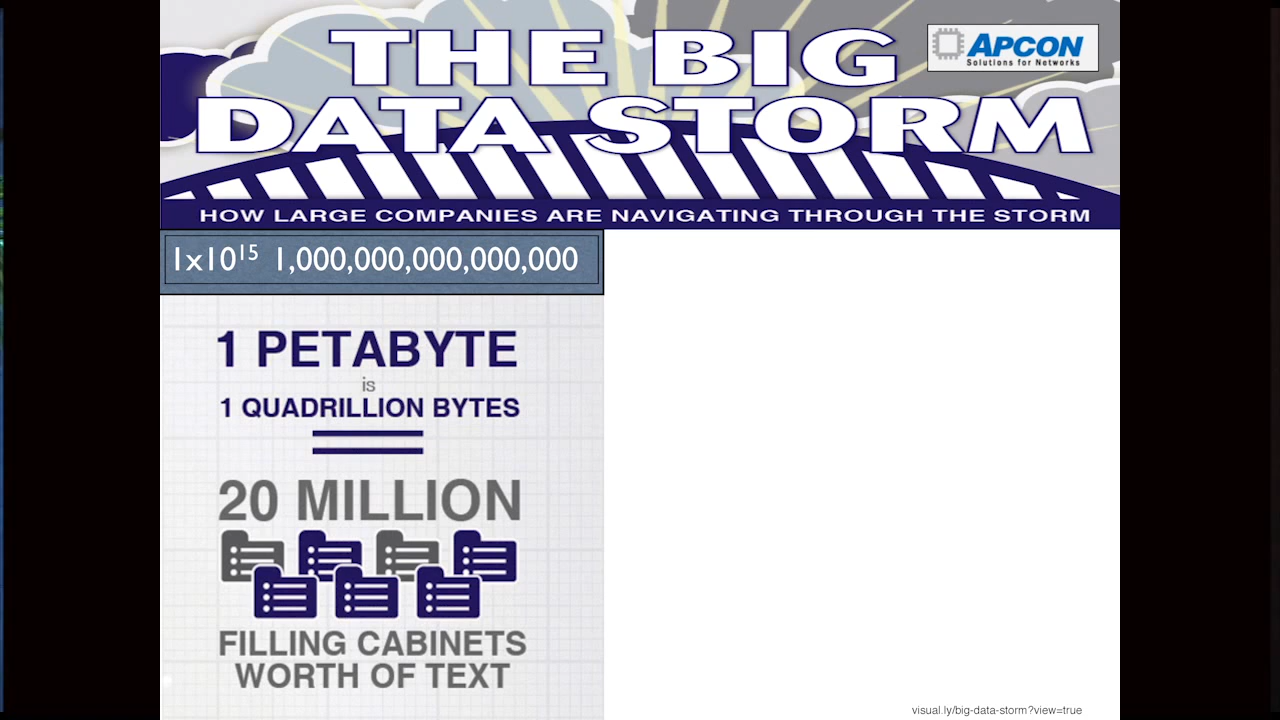 THE BIG
DATA STORM
APCON
Solutions for Networks
HOW LARGE COMPANIES ARE NAVIGATING THROUGH THE STORM
1x10¹⁵ 1,000,000,000,000,000
1 PETABYTE
is
1 QUADRILLION BYTES
20 MILLION
FILLING CABINETS
WORTH OF TEXT
visual.ly/big-data-storm?view=true